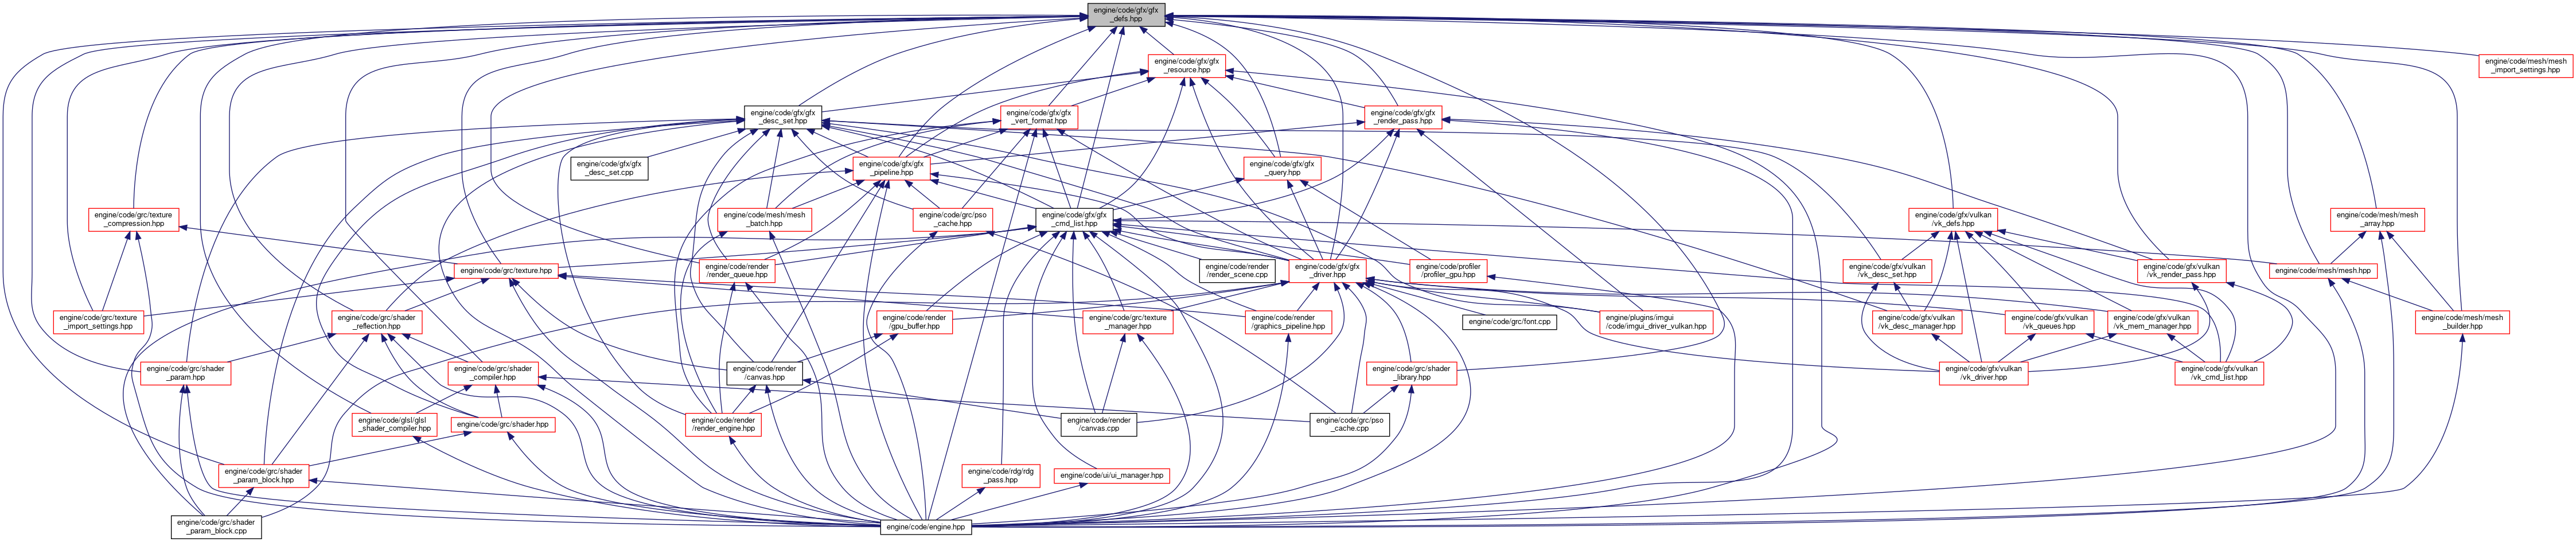 engine/code/gfx/gfx
_defs.hpp
engine/code/gfx/gfx
_resource.hpp
engine/code/mesh/mesh
_import_settings.hpp
engine/code/gfx/gfx
_desc_set.hpp
engine/code/gfx/gfx
_vert_format.hpp
engine/code/gfx/gfx
_render_pass.hpp
engine/code/gfx/gfx
_desc_set.cpp
engine/code/gfx/gfx
_pipeline.hpp
engine/code/gfx/gfx
_query.hpp
engine/code/grc/texture
_compression.hpp
engine/code/mesh/mesh
_batch.hpp
engine/code/grc/pso
_cache.hpp
engine/code/gfx/gfx
_cmd_list.hpp
engine/code/gfx/vulkan
/vk_defs.hpp
engine/code/mesh/mesh
_array.hpp
engine/code/grc/texture.hpp
engine/code/render
/render_queue.hpp
engine/code/render
/render_scene.cpp
engine/code/gfx/gfx
_driver.hpp
engine/code/profiler
/profiler_gpu.hpp
engine/code/gfx/vulkan
/vk_desc_set.hpp
engine/code/gfx/vulkan
/vk_render_pass.hpp
engine/code/mesh/mesh.hpp
engine/code/grc/texture
_import_settings.hpp
engine/code/grc/shader
_reflection.hpp
engine/code/render
/gpu_buffer.hpp
engine/code/grc/texture
_manager.hpp
engine/code/render
/graphics_pipeline.hpp
engine/code/grc/font.cpp
engine/plugins/imgui
/code/imgui_driver_vulkan.hpp
engine/code/gfx/vulkan
/vk_desc_manager.hpp
engine/code/gfx/vulkan
/vk_queues.hpp
engine/code/gfx/vulkan
/vk_mem_manager.hpp
engine/code/mesh/mesh
_builder.hpp
engine/code/grc/shader
_param.hpp
engine/code/grc/shader
_compiler.hpp
engine/code/render
/canvas.hpp
engine/code/grc/shader
_library.hpp
engine/code/gfx/vulkan
/vk_driver.hpp
engine/code/gfx/vulkan
/vk_cmd_list.hpp
engine/code/glsl/glsl
_shader_compiler.hpp
engine/code/grc/shader.hpp
engine/code/render
/render_engine.hpp
engine/code/render
/canvas.cpp
engine/code/grc/pso
_cache.cpp
engine/code/grc/shader
_param_block.hpp
engine/code/rdg/rdg
_pass.hpp
engine/code/ui/ui_manager.hpp
engine/code/grc/shader
_param_block.cpp
engine/code/engine.hpp